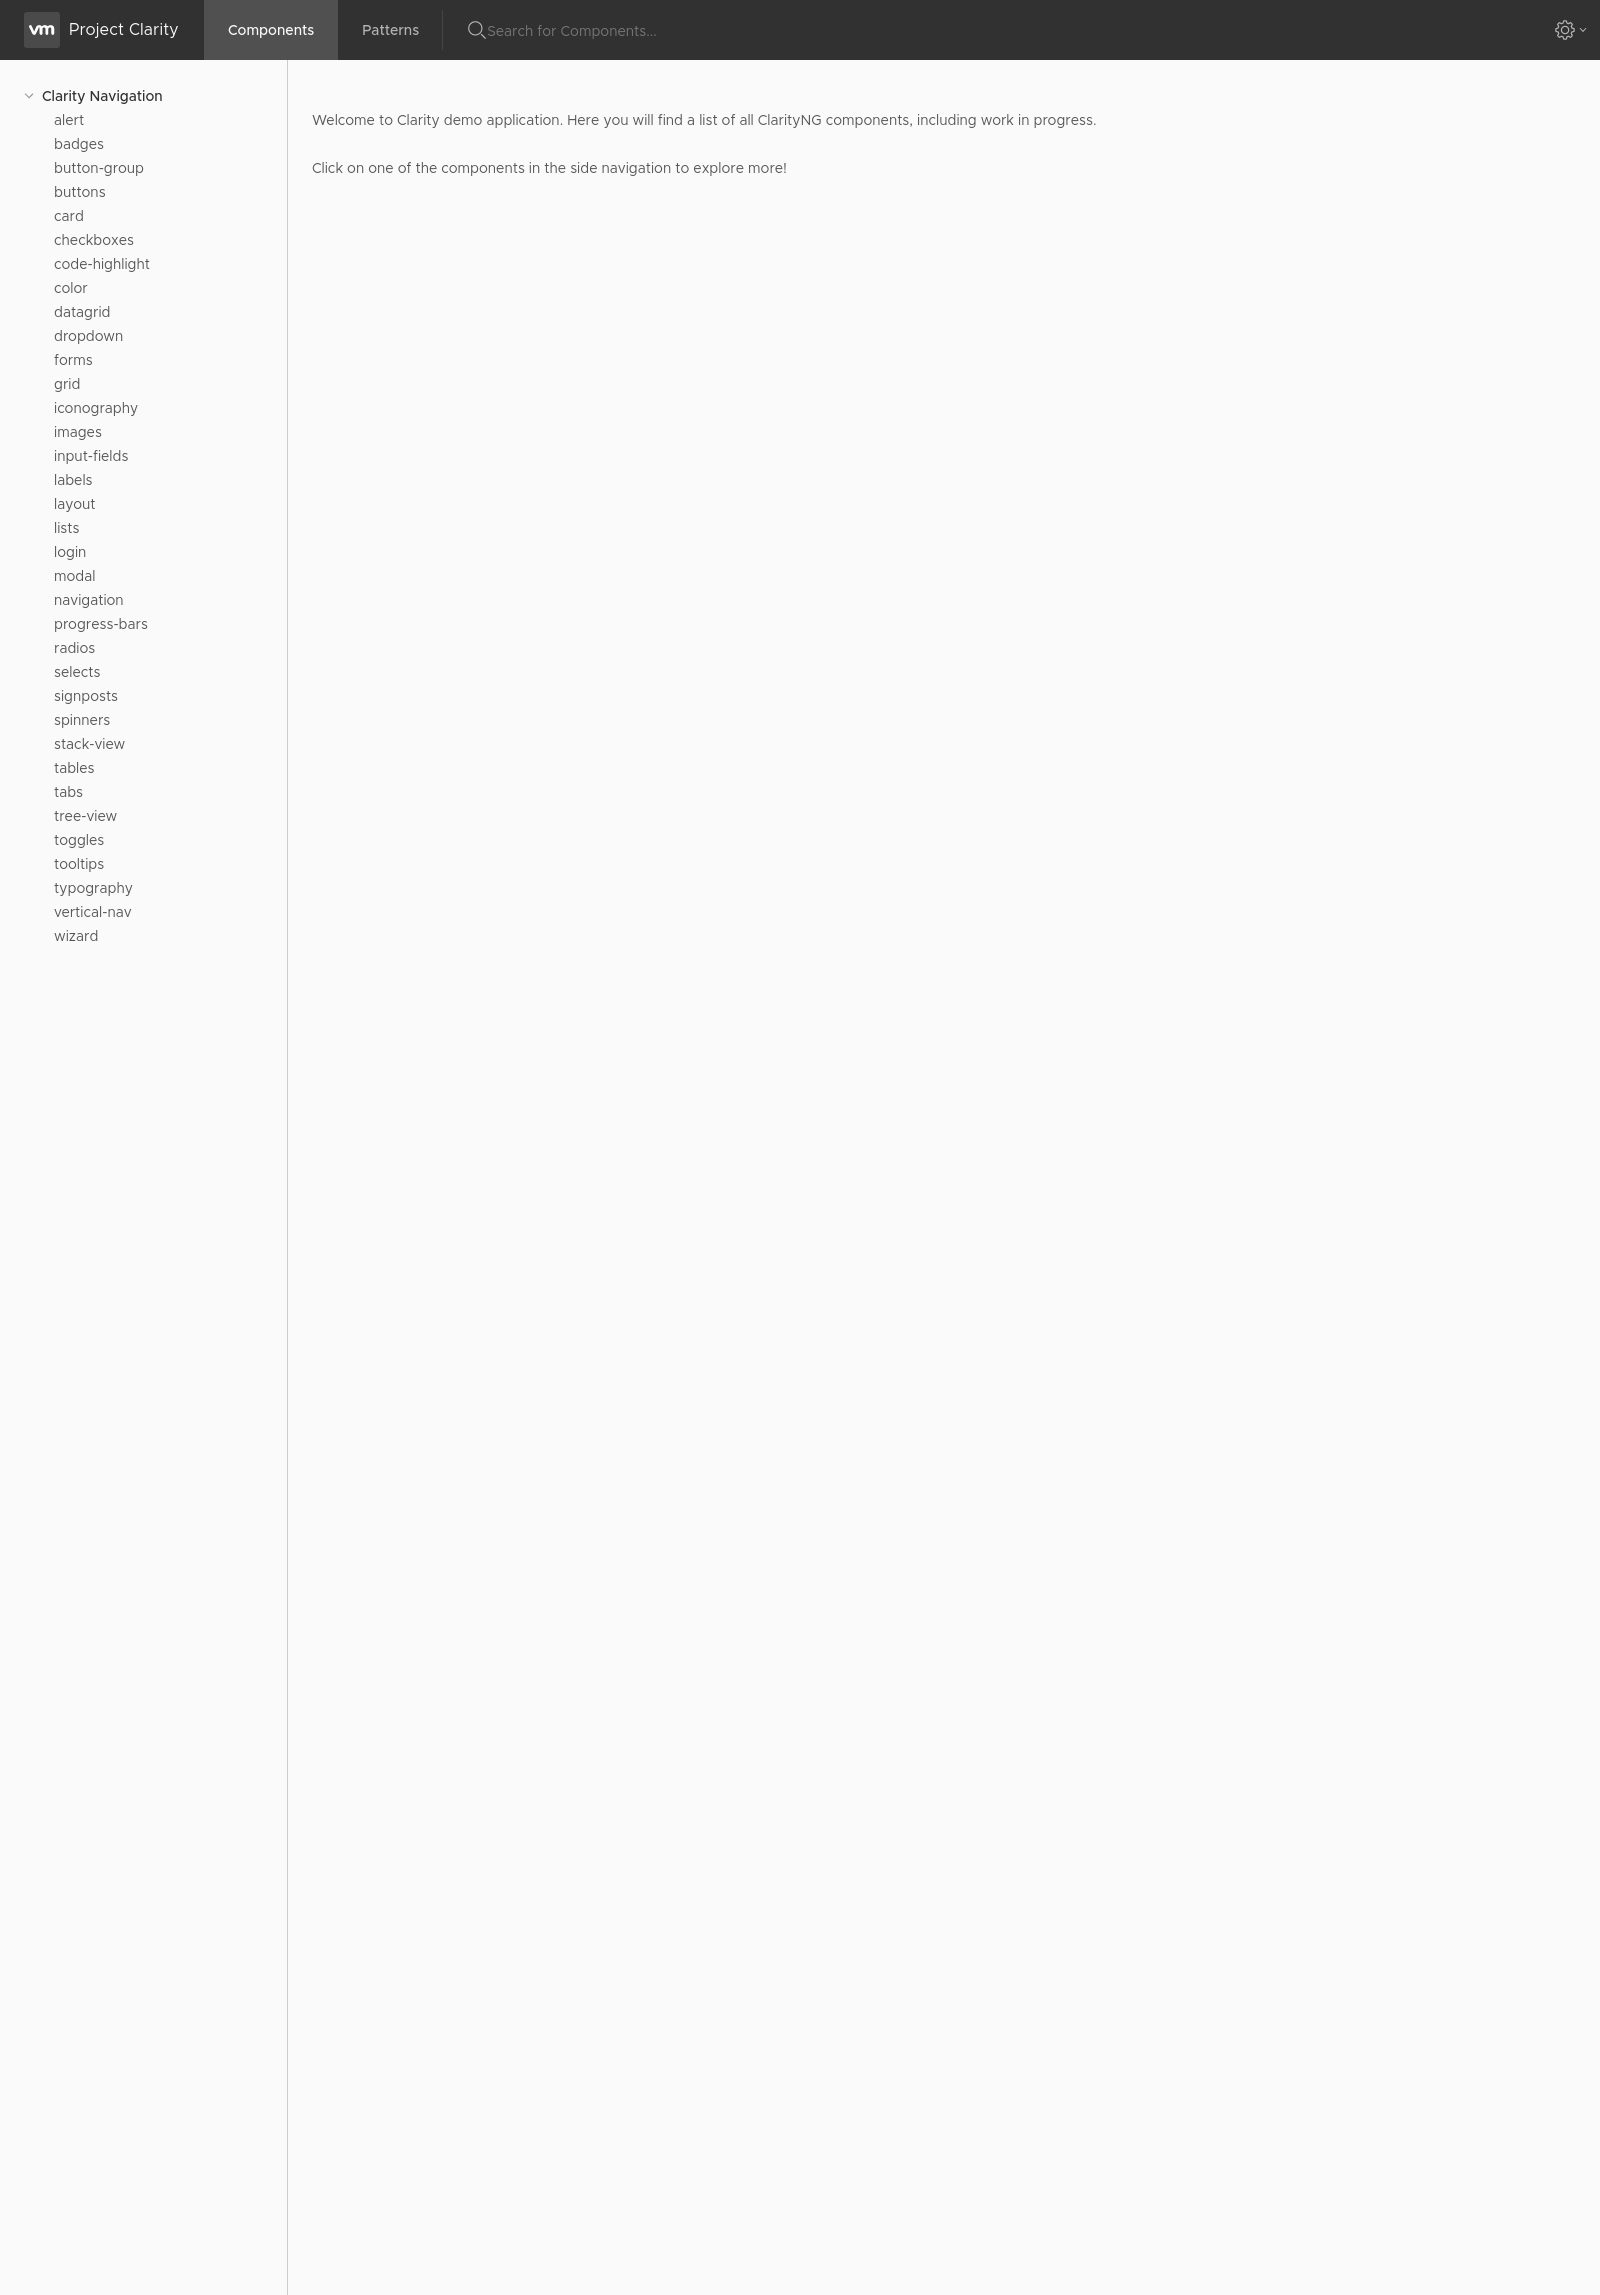 vm Project Clarity Components Patterns Search for Components...
Clarity Navigation
alert
badges
button-group
buttons
card
checkboxes
code-highlight
color
datagrid
dropdown
forms
grid
iconography
images
input-fields
labels
layout
lists
login
modal
navigation
progress-bars
radios
selects
signposts
spinners
stack-view
tables
tabs
tree-view
toggles
tooltips
typography
vertical-nav
wizard
Welcome to Clarity demo application. Here you will find a list of all ClarityNG components, including work in progress.
Click on one of the components in the side navigation to explore more!